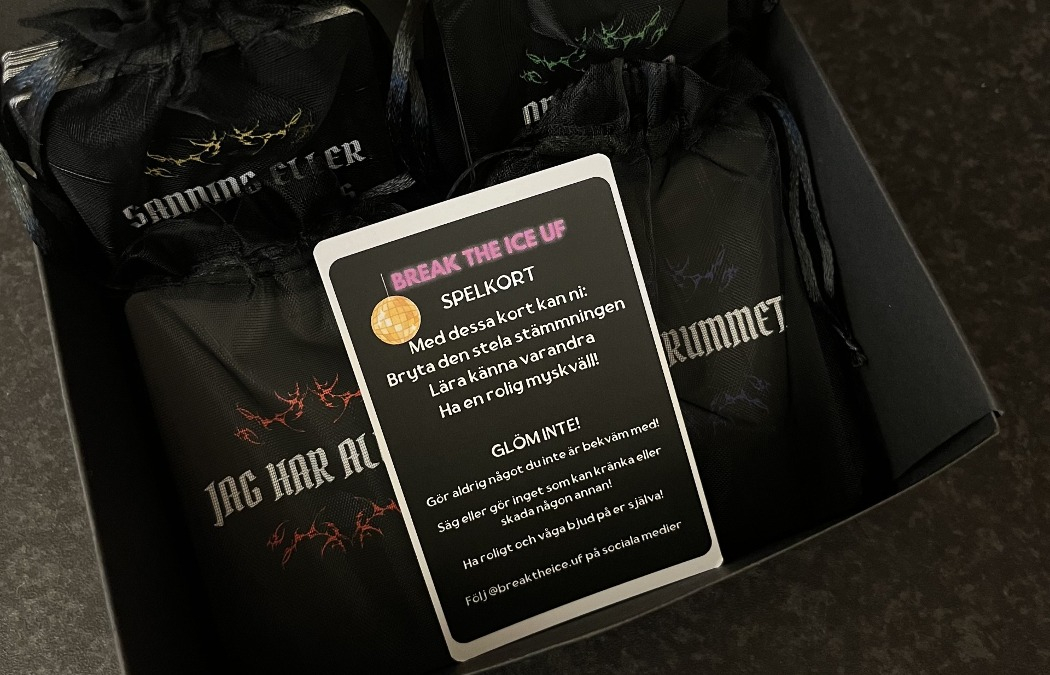 SANNING ELLER
JAG HAR
RUMMET
BREAK THE ICE UF
SPELKORT
Med dessa kort kan ni:
Bryta den stela stämmningen
Lära känna varandra
Ha en rolig myskväll!
GLÖM INTE!
Gör aldrig något du inte är bekväm med!
Säg eller gör inget som kan kränka eller
skada någon annan!
Ha roligt och våga bjud på er själva!
Följ @breaktheice.uf på sociala medier